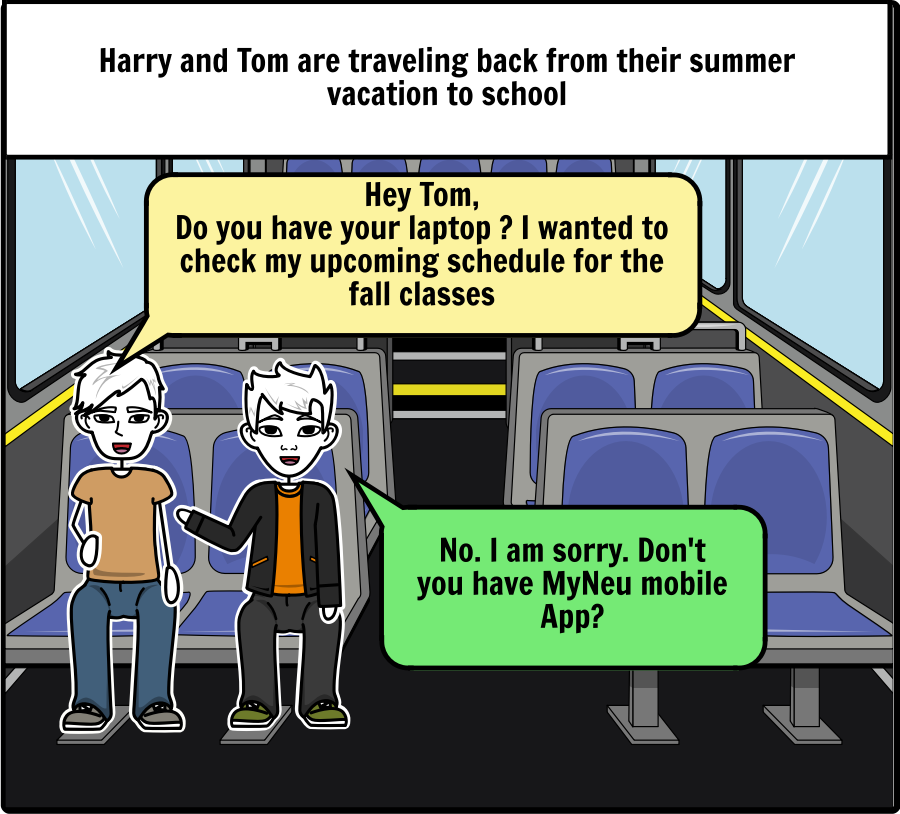 Harry and Tom are traveling back from their summer
vacation to school
Hey Tom,
Do you have your laptop ? I wanted to
check my upcoming schedule for the
fall classes
No. I am sorry. Don't
you have MyNeu mobile
App?